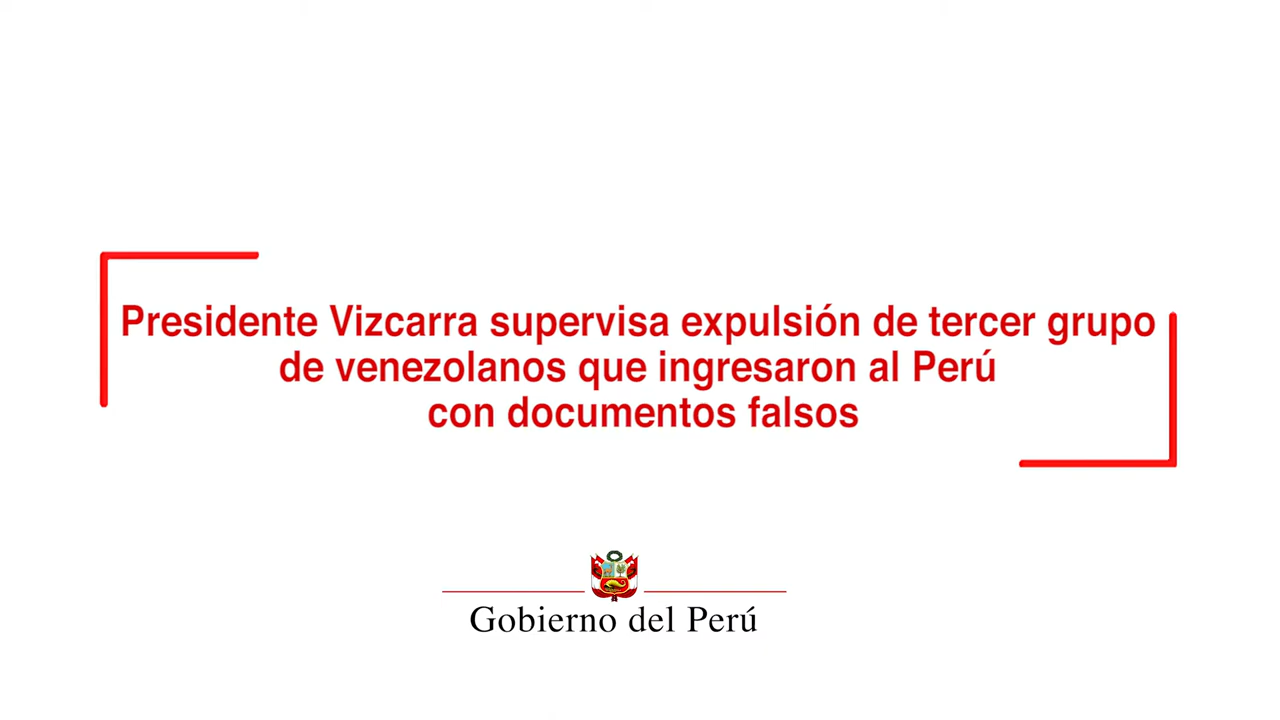 Presidente Vizcarra supervisa expulsión de tercer grupo
de venezolanos que ingresaron al Perú
con documentos falsos
Gobierno del Perú